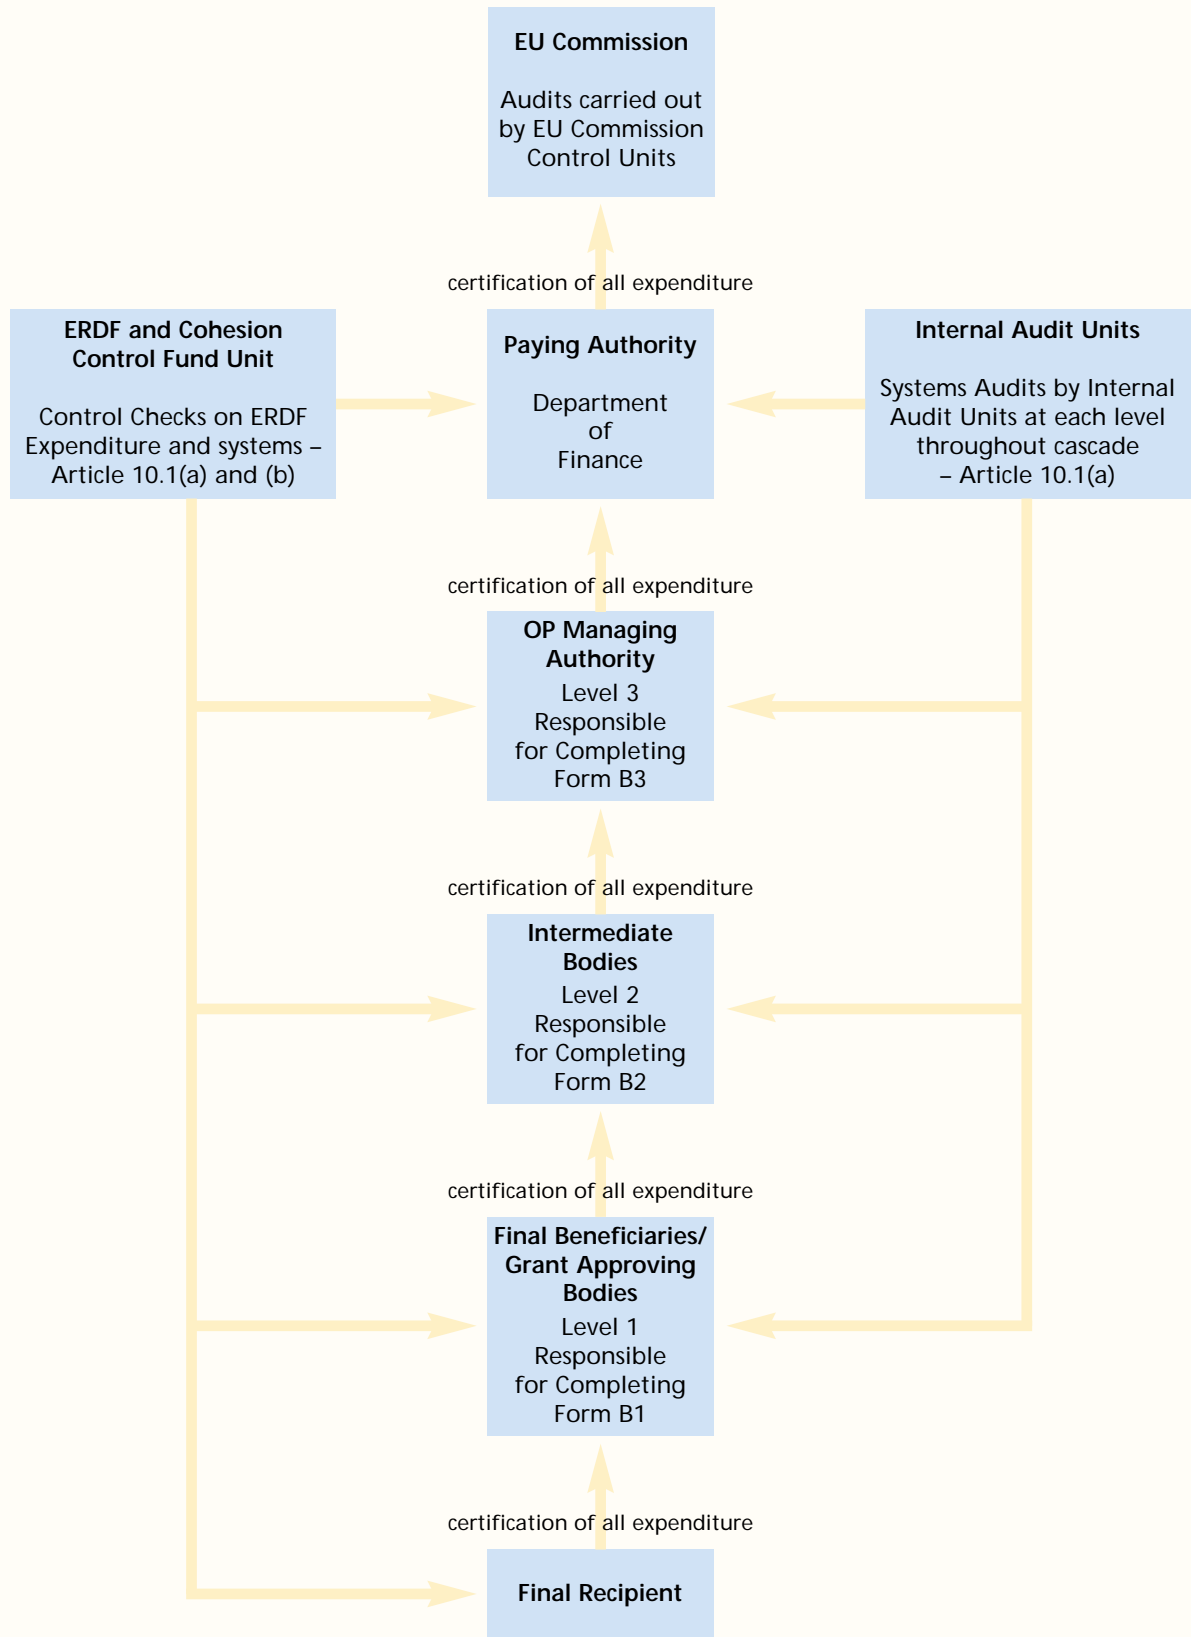 EU Commission
Audits carried out
by EU Commission
Control Units
certification of all expenditure
ERDF and Cohesion
Control Fund Unit
Control Checks on ERDF
Expenditure and systems –
Article 10.1(a) and (b)
Paying Authority
Department
of
Finance
Internal Audit Units
Systems Audits by Internal
Audit Units at each level
throughout cascade
– Article 10.1(a)
certification of all expenditure
OP Managing
Authority
Level 3
Responsible
for Completing
Form B3
certification of all expenditure
Intermediate
Bodies
Level 2
Responsible
for Completing
Form B2
certification of all expenditure
Final Beneficiaries/
Grant Approving
Bodies
Level 1
Responsible
for Completing
Form B1
certification of all expenditure
Final Recipient